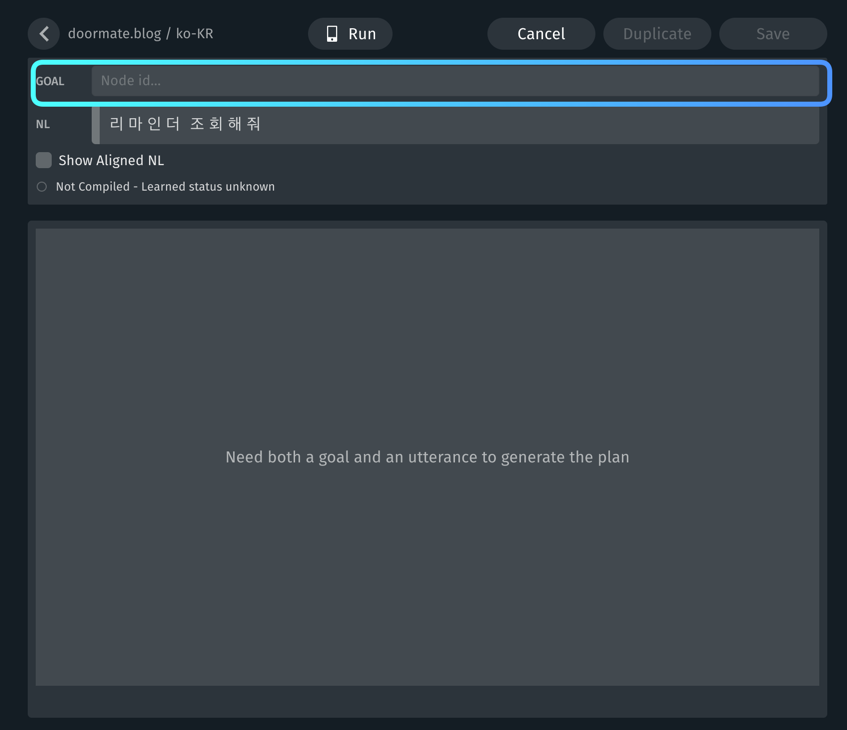 doormate.blog / ko-KR
Run
Cancel
Duplicate
Save
GOAL
Node id...
NL
리마인더 조회해줘
Show Aligned NL
Not Compiled - Learned status unknown
Need both a goal and an utterance to generate the plan